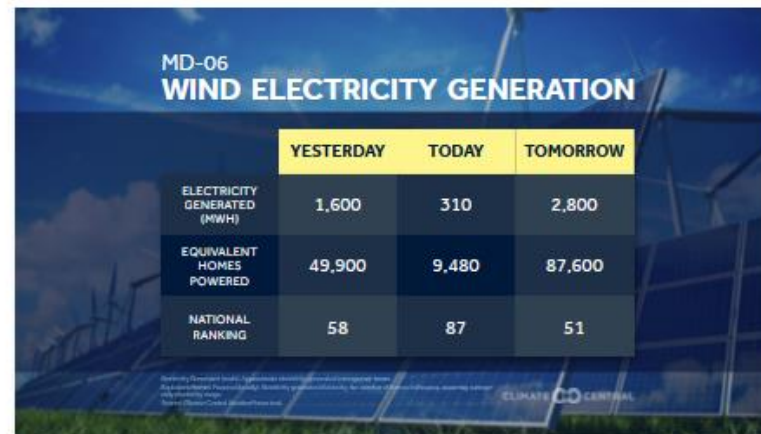 MD-06
WIND ELECTRICITY GENERATION
YESTERDAY TODAY TOMORROW
ELECTRICITY
GENERATED
(MWH)
1,600 310 2,800
EQUIVALENT
HOMES
POWERED
49,900 9,480 87,600
NATIONAL
RANKING
58 87 51
CLIMATE CENTRAL